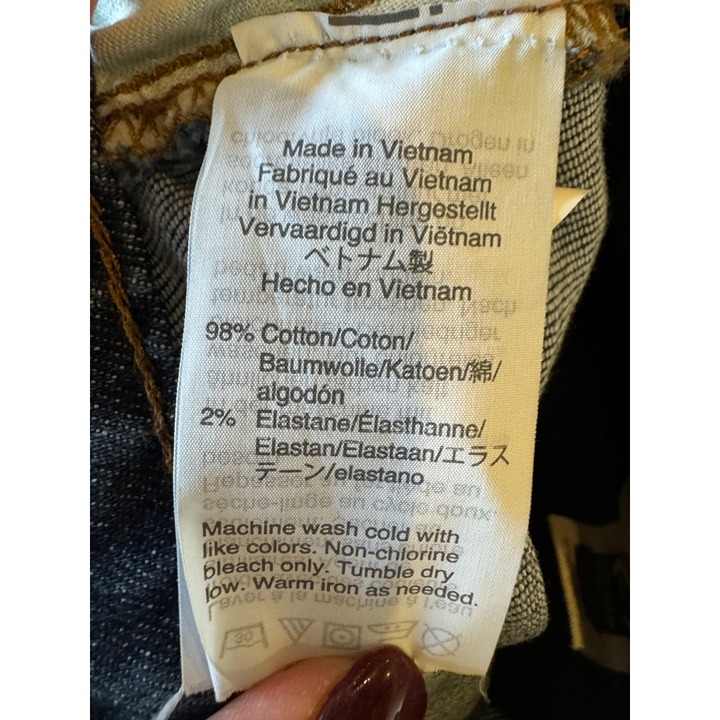 Made in Vietnam
Fabriqué au Vietnam
in Vietnam Hergestellt
Vervaardigd in Viëtnam
ベトナム製
Hecho en Vietnam
98% Cotton/Coton/
Baumwolle/Katoen/綿/
algodón
2% Elastane/Élasthanne/
Elastan/Elastaan/エラス
テーン/elastano
Machine wash cold with
like colors. Non-chlorine
bleach only. Tumble dry
low. Warm iron as needed.
30